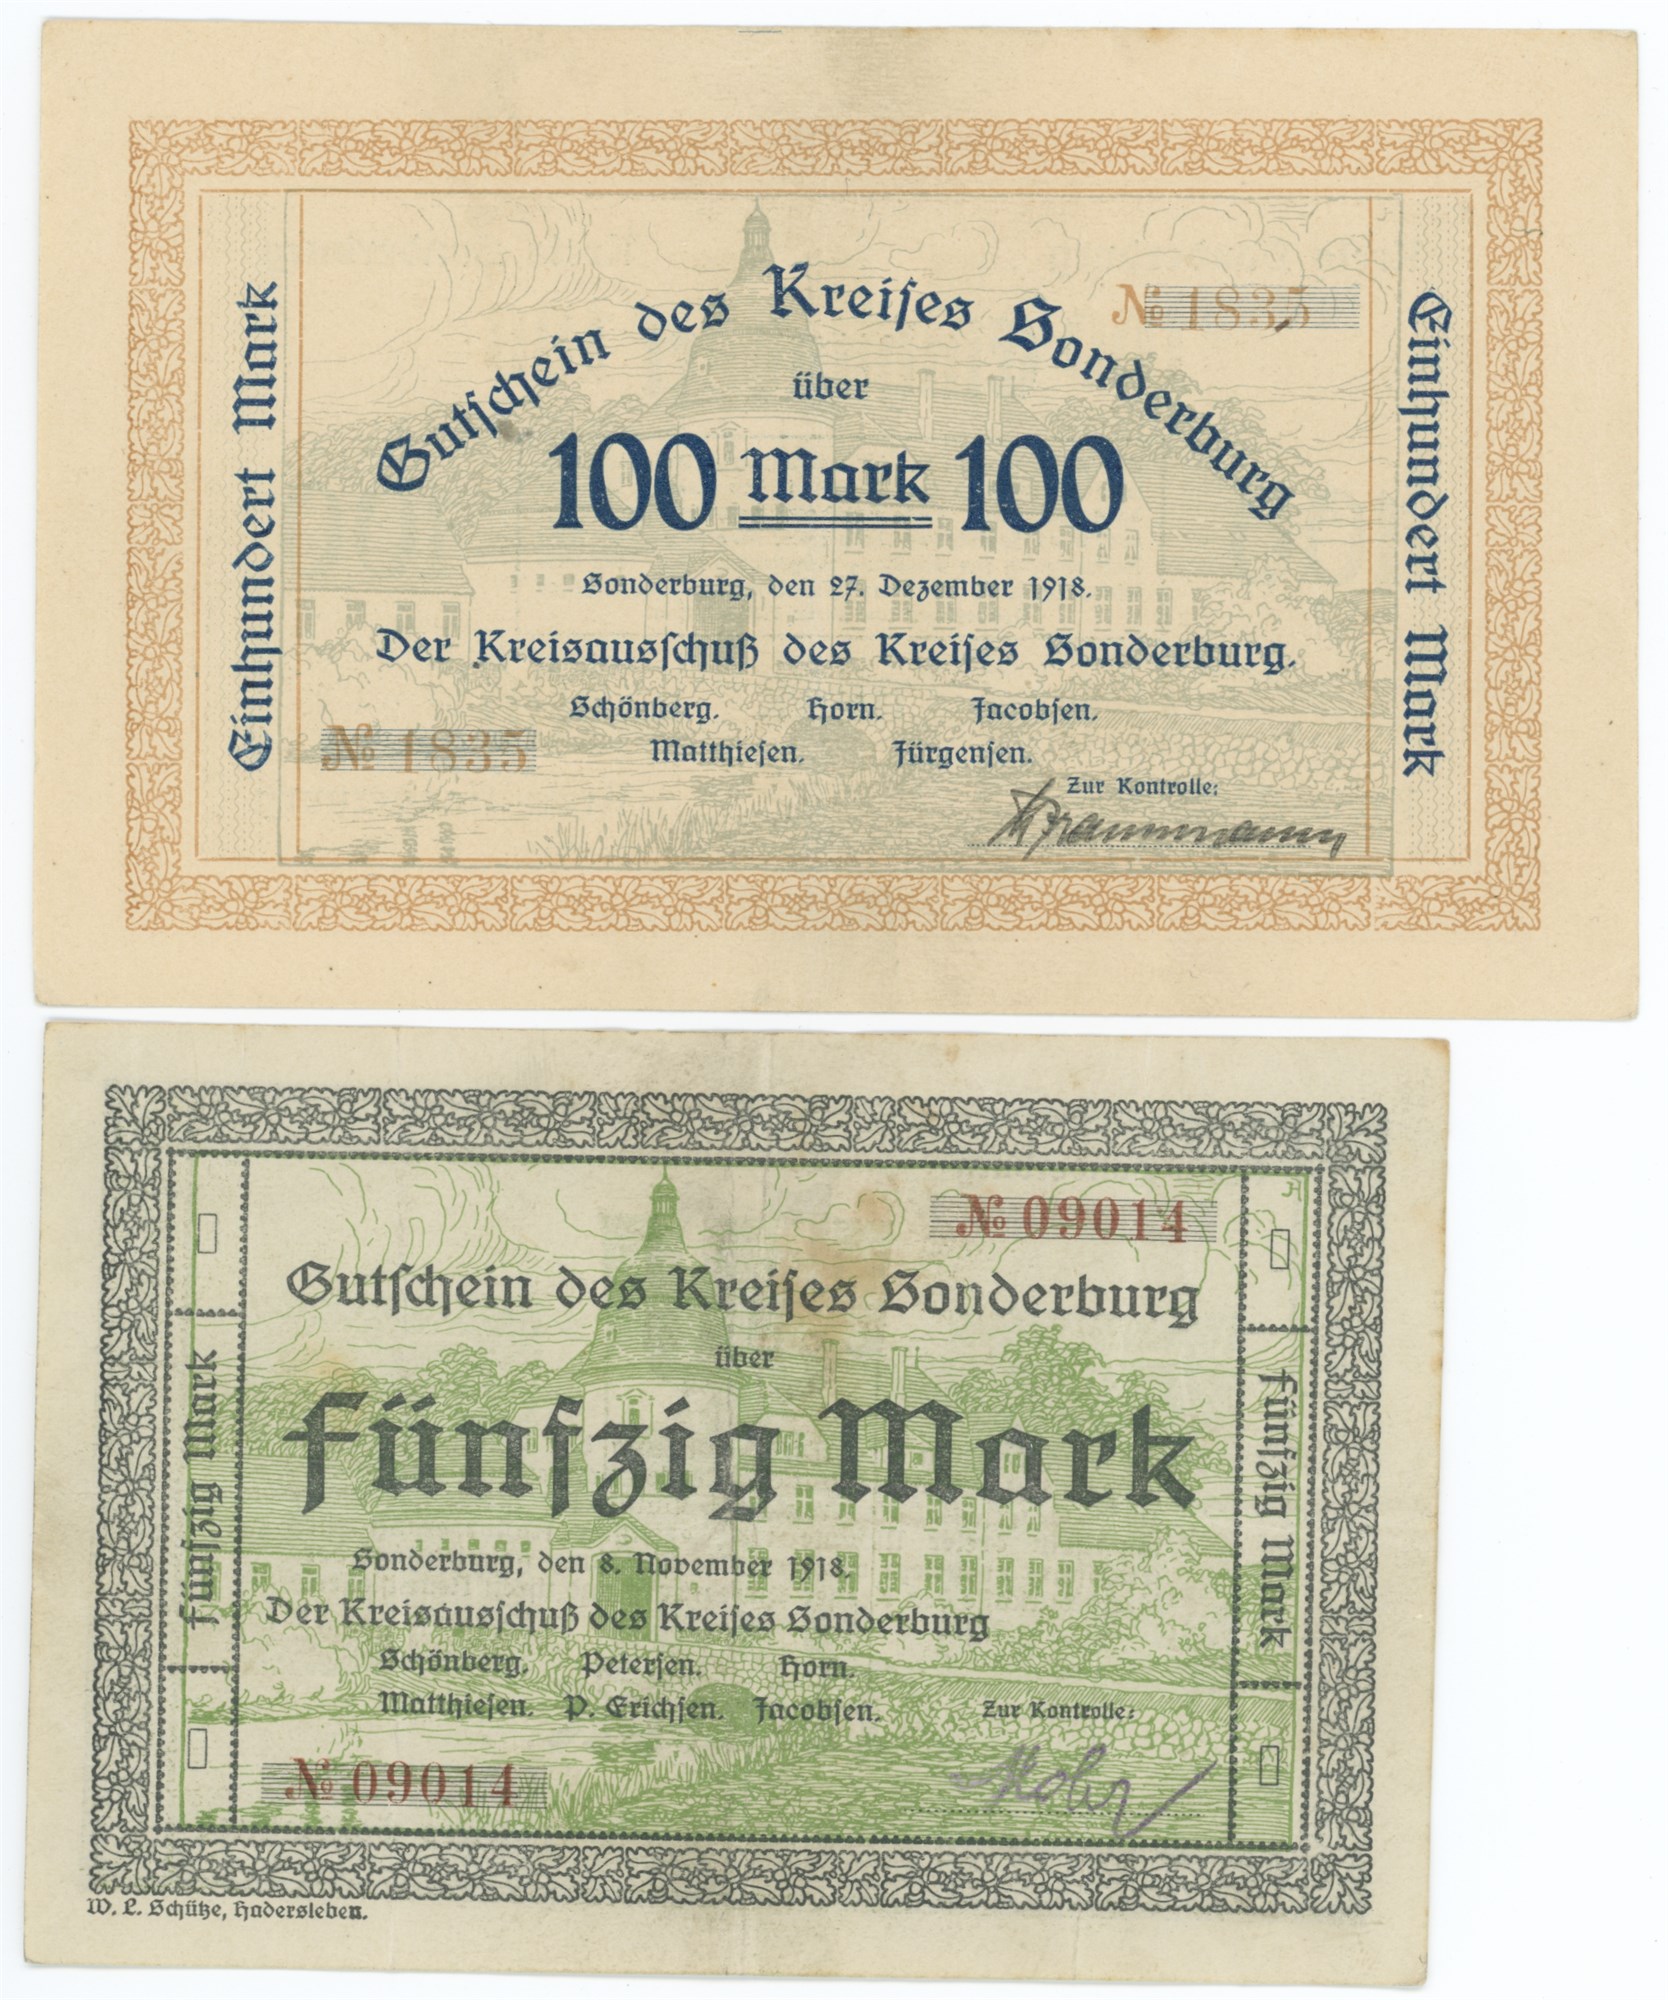 Gutschein des Kreises Sonderburg
№ 1835
über
100 Mark 100
Einhundert Mark
Einhundert Mark
Sonderburg, den 27. Dezember 1918.
Der Kreisausschuß des Kreises Sonderburg.
Schönberg. Horn. Jacobsen.
№ 1835
Matthiesen. Jürgensen.
Zur Kontrolle:
№ 09014
Gutschein des Kreises Sonderburg
über
Fünfzig Mark
Fünfzig Mark
Fünfzig Mark
Sonderburg, den 8. November 1918.
Der Kreisausschuß des Kreises Sonderburg
Schönberg. Petersen. Horn.
Matthiesen. P. Erichsen. Jacobsen. Zur Kontrolle:
№ 09014
W. L. Schütze, Hadersleben.